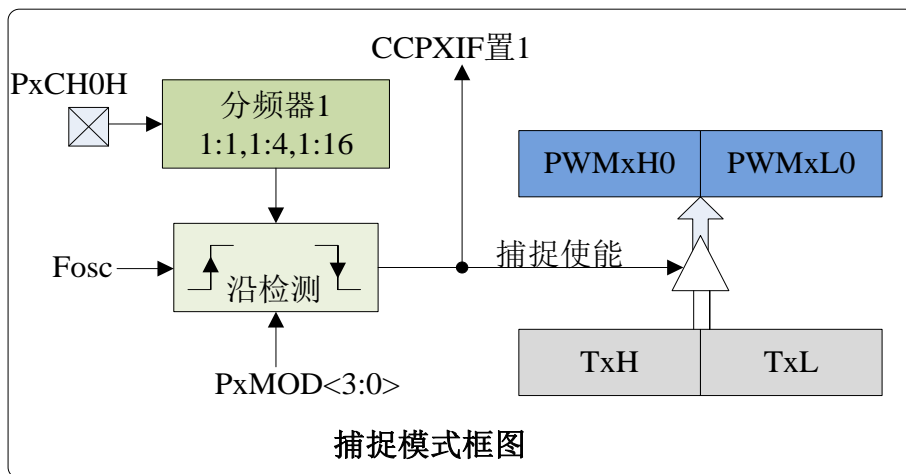 CCPXIF置1
PxCH0H
分频器1
1:1,1:4,1:16
PWMxH0
PWMxL0
Fosc
沿检测
捕捉使能
PxMOD<3:0>
TxH
TxL
捕捉模式框图